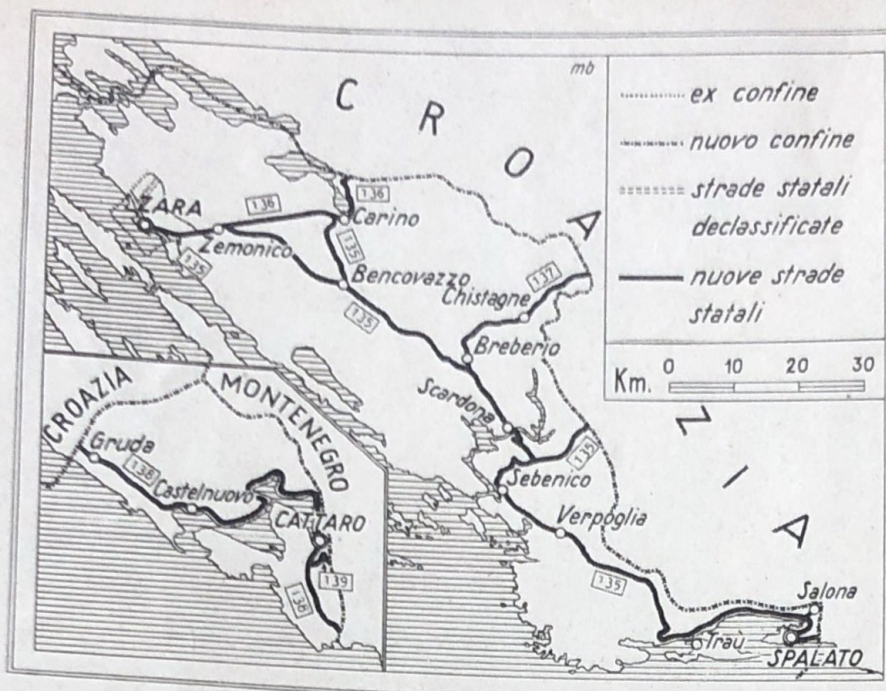 mb
CROAZIA
ex confine
nuovo confine
strade statali
declassificate
nuove strade
statali
Km. 0 10 20 30
ZARA
136
136
Carino
Zemonico
135
135
Bencovazzo
137
Chistagne
135
Breberio
Scardona
135
Sebenico
Verpoglia
135
Salona
Traù
SPALATO
CROAZIA
MONTENEGRO
Gruda
138
Castelnuovo
CATTARO
139
138